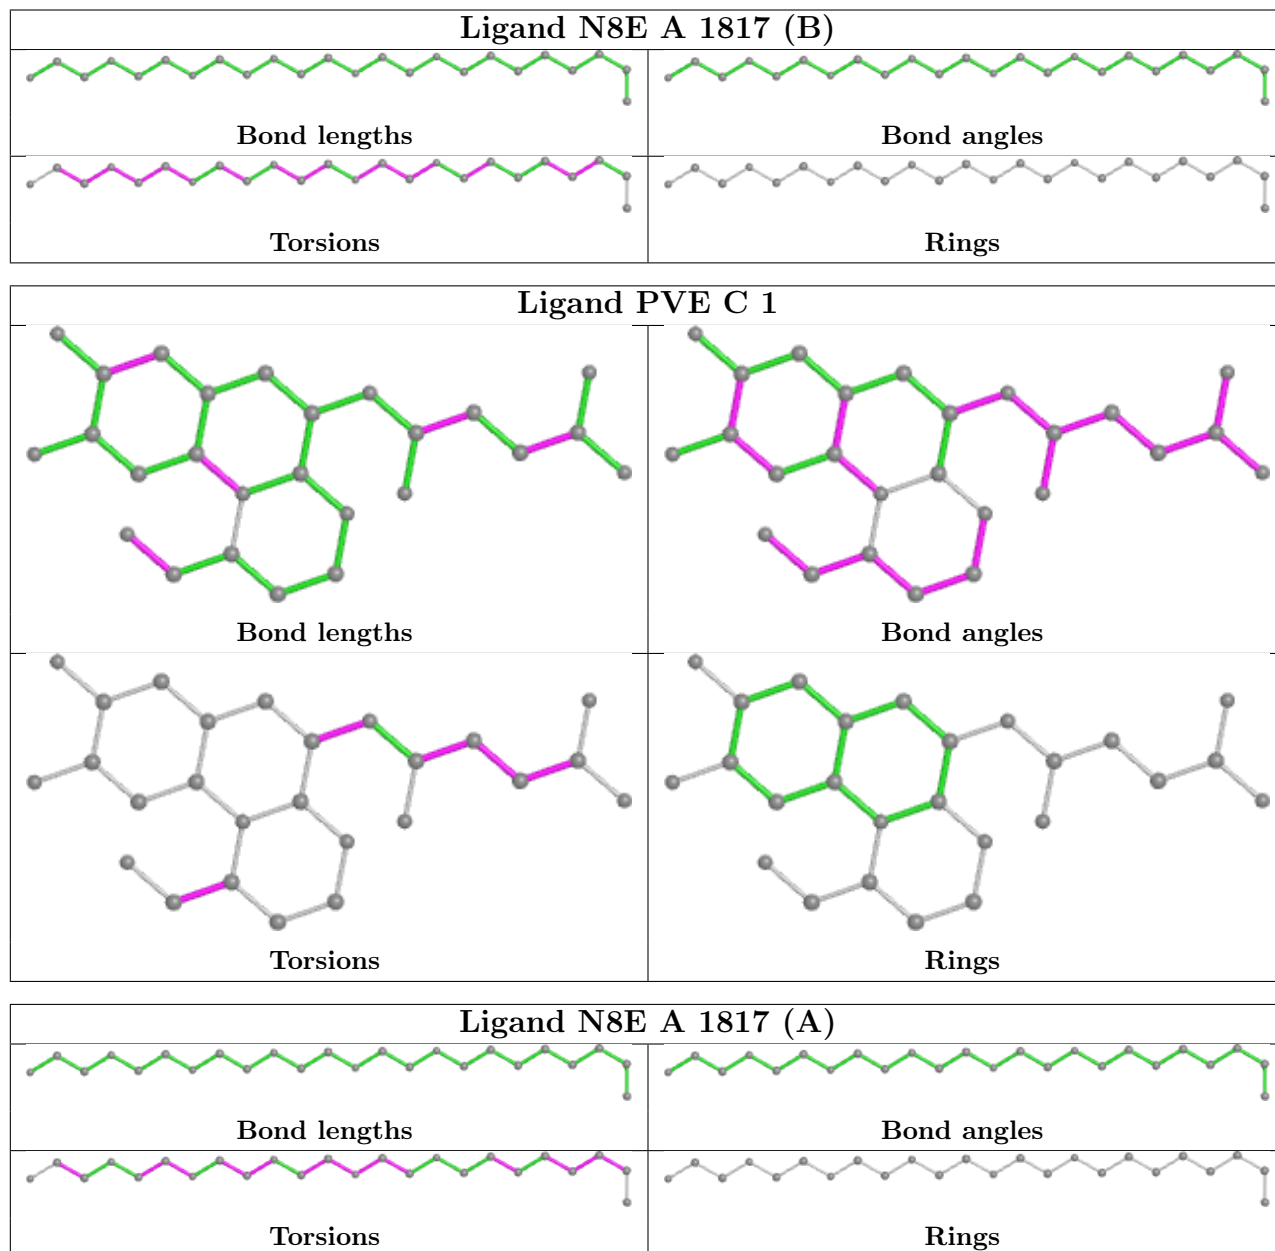 Ligand N8E A 1817 (B)
Bond lengths
Bond angles
Torsions
Rings
Ligand PVE C 1
Bond lengths
Bond angles
Torsions
Rings
Ligand N8E A 1817 (A)
Bond lengths
Bond angles
Torsions
Rings